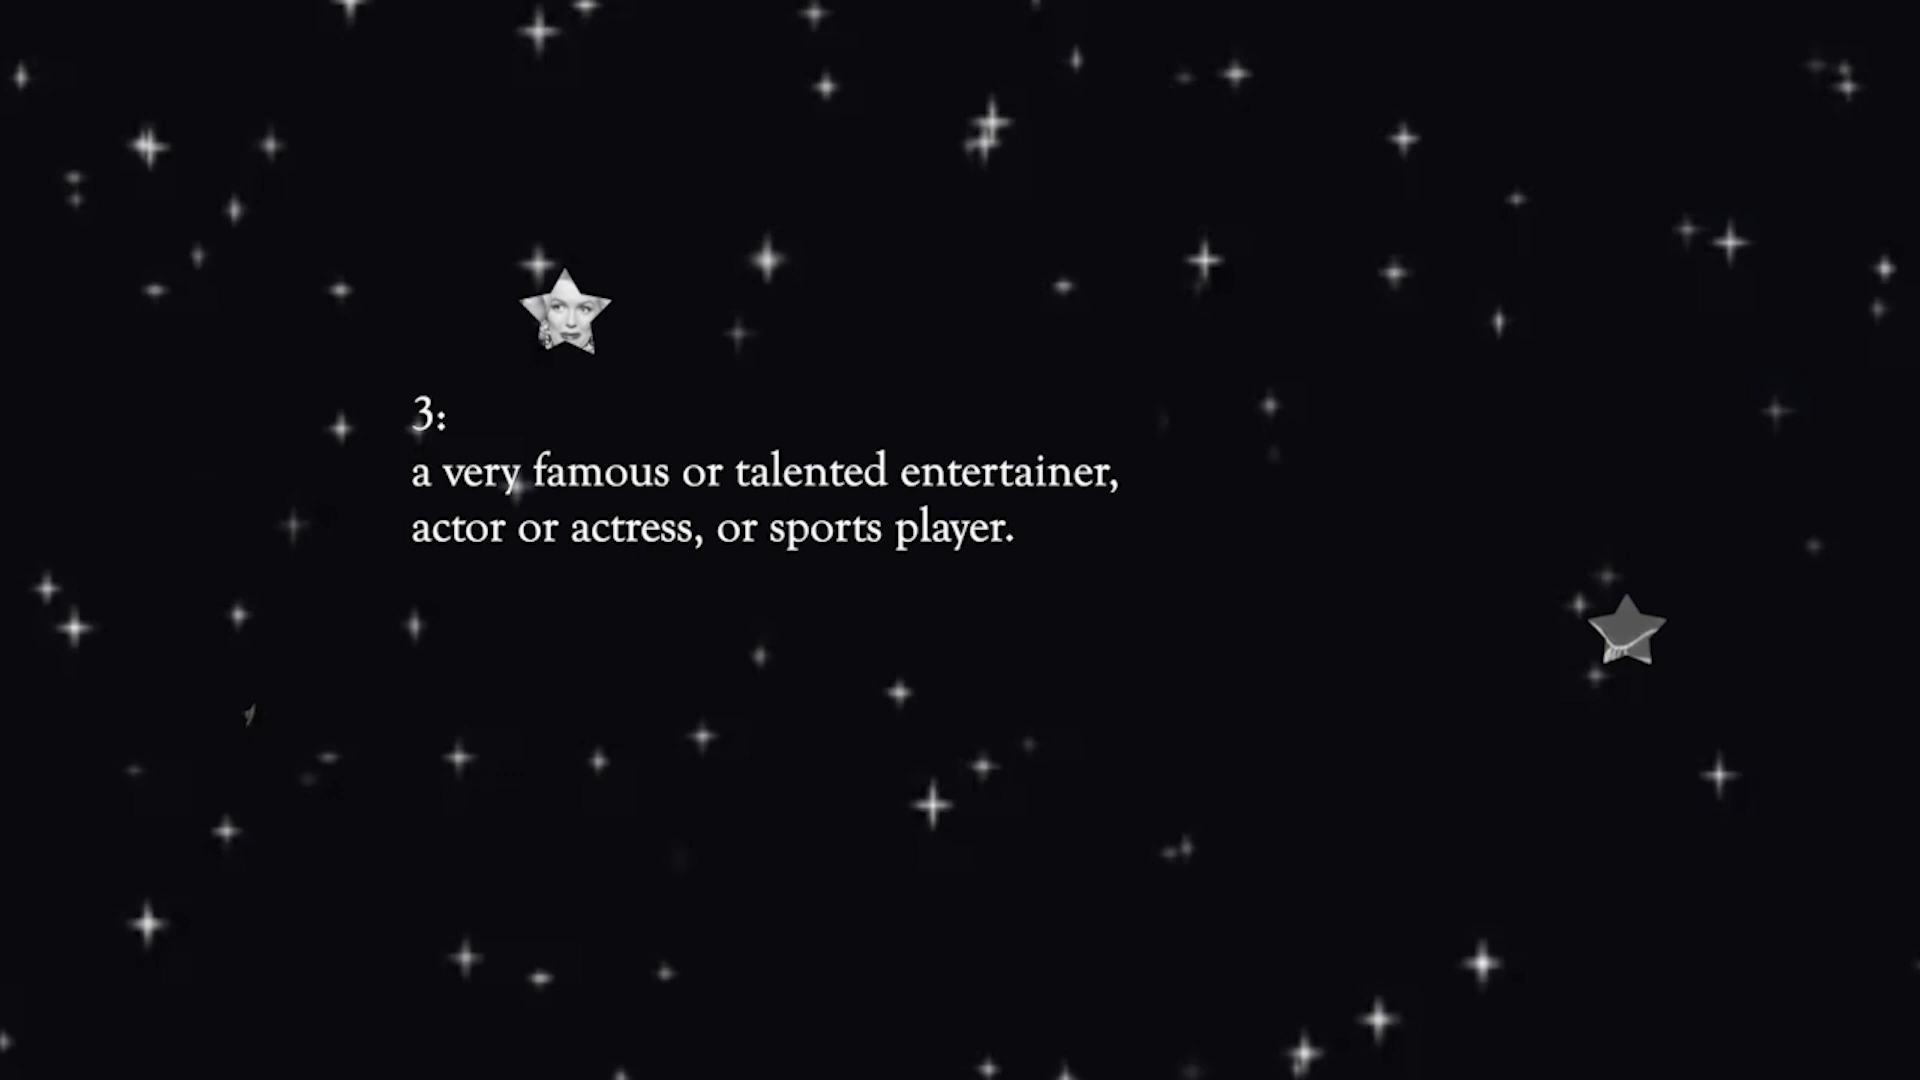 3:
a very famous or talented entertainer,
actor or actress, or sports player.